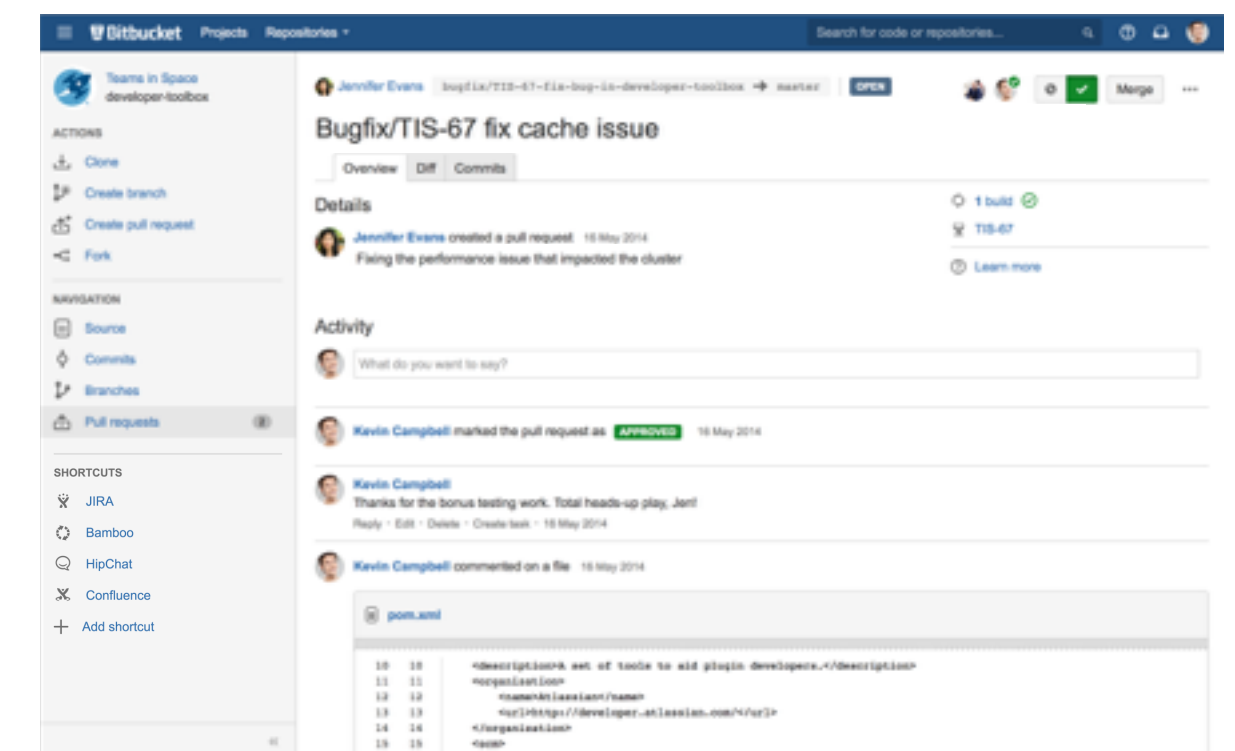 Bitbucket Projects Repositories
Search for code or repositories...
Teams in Space
developer-toolbox
ACTIONS
Clone
Create branch
Create pull request
Fork
NAVIGATION
Source
Commits
Branches
Pull requests 2
SHORTCUTS
JIRA
Bamboo
HipChat
Confluence
Add shortcut
Jennifer Evans bugfix/TIS-67-fix-bug-in-developer-toolbox → master OPEN
Merge ...
Bugfix/TIS-67 fix cache issue
Overview Diff Commits
Details
Jennifer Evans created a pull request 16 May 2014
Fixing the performance issue that impacted the cluster
1 build
TIS-67
Learn more
Activity
What do you want to say?
Kevin Campbell marked the pull request as APPROVED 16 May 2014
Kevin Campbell
Thanks for the bonus testing work. Total heads-up play, Jen!
Reply · Edit · Delete · Create task · 16 May 2014
Kevin Campbell commented on a file 16 May 2014
pom.xml
10 10 <description>A set of tools to aid plugin developers.</description>
11 11 <organisation>
12 12 <name>Atlassian</name>
13 13 <url>http://developer.atlassian.com/</url>
14 14 </organisation>
15 15 <scm>